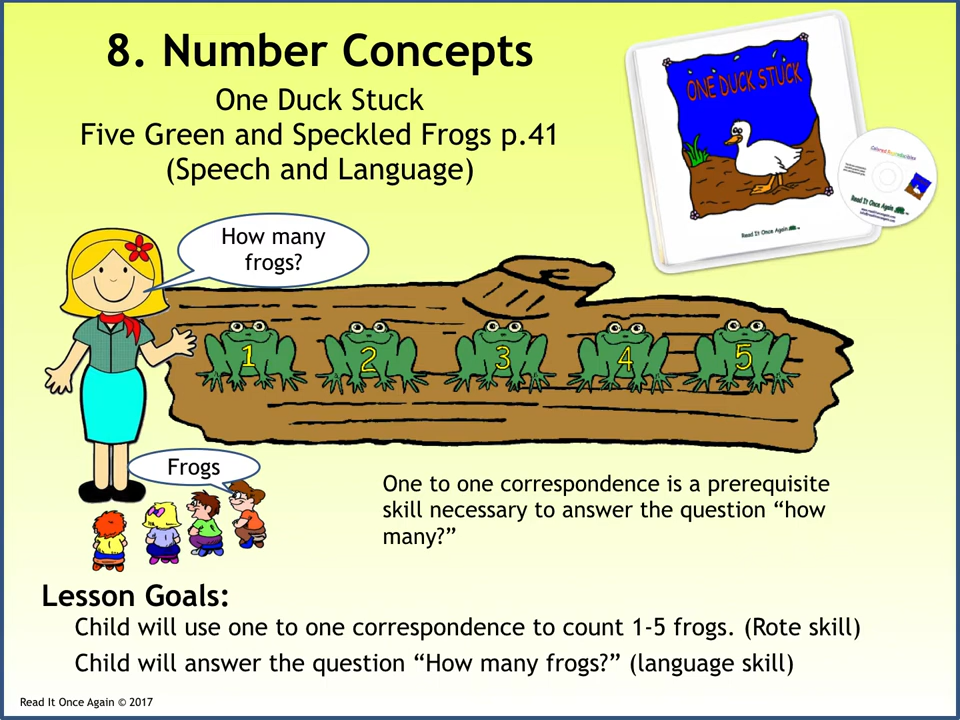 8. Number Concepts
One Duck Stuck
Five Green and Speckled Frogs p.41
(Speech and Language)
ONE DUCK STUCK
Read It Once Again
Read It Once Again
How many
frogs?
1 2 3 4 5
Frogs
One to one correspondence is a prerequisite
skill necessary to answer the question “how
many?”
Lesson Goals:
Child will use one to one correspondence to count 1-5 frogs. (Rote skill)
Child will answer the question “How many frogs?” (language skill)
Read It Once Again © 2017